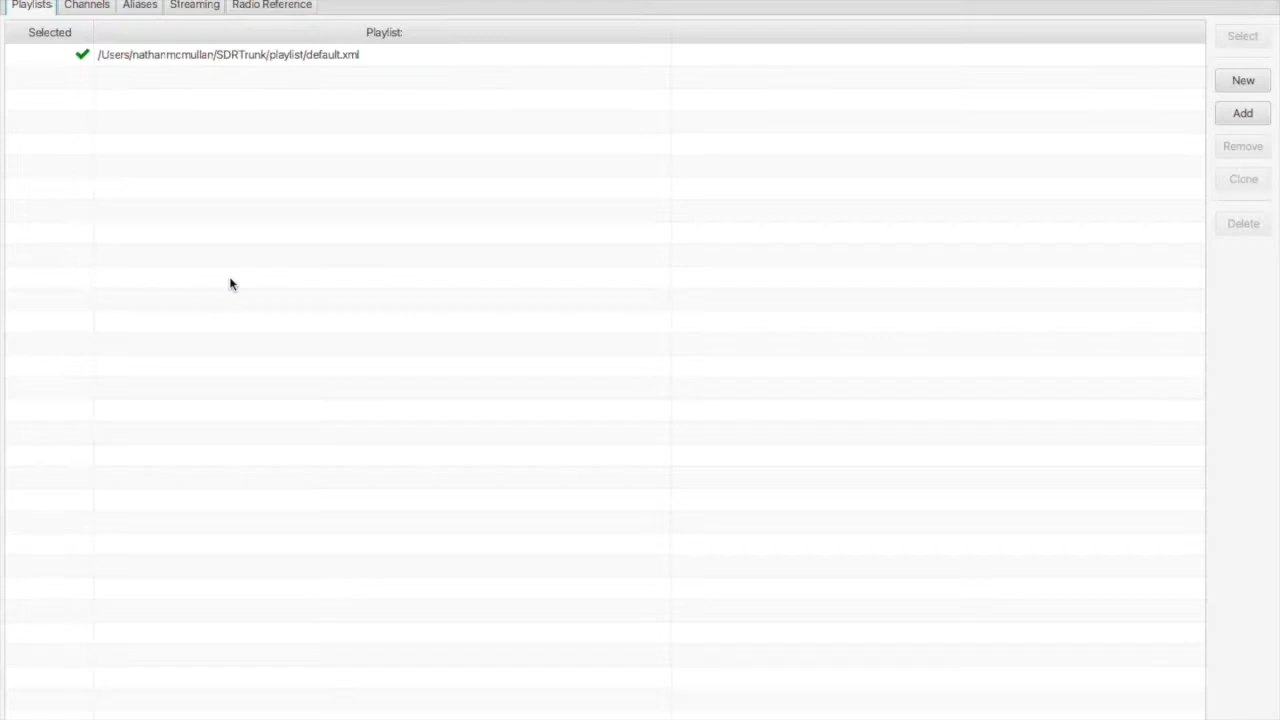 Playlists Channels Aliases Streaming Radio Reference
Selected Playlist Select
/Users/nathanmcmullan/SDRTrunk/playlist/default.xml
New
Add
Remove
Clone
Delete